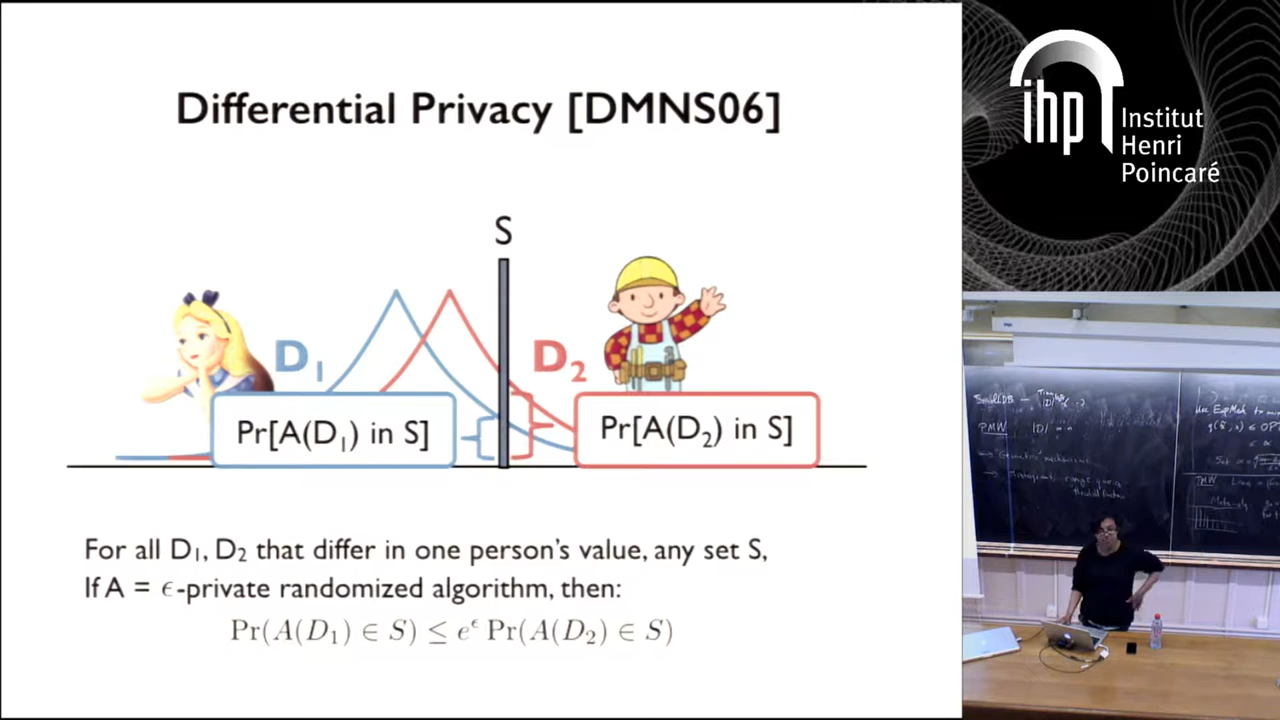 Differential Privacy [DMNS06]
S
D₁
D₂
Pr[A(D₁) in S]
Pr[A(D₂) in S]
For all D₁, D₂ that differ in one person's value, any set S,
If A = ϵ-private randomized algorithm, then:
Pr(A(D₁) ∈ S) ≤ e^ϵ Pr(A(D₂) ∈ S)
ihp
Institut
Henri
Poincaré
PMW
|D|